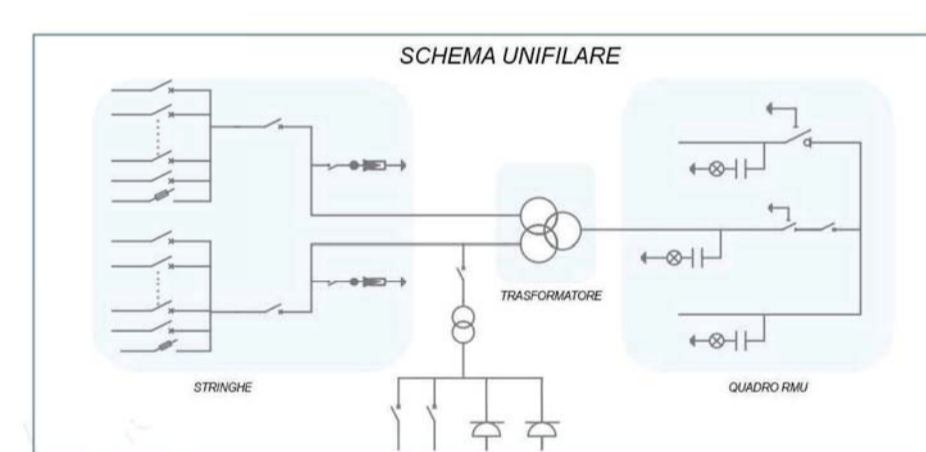 SCHEMA UNIFILARE
TRASFORMATORE
STRINGHE
QUADRO RMU